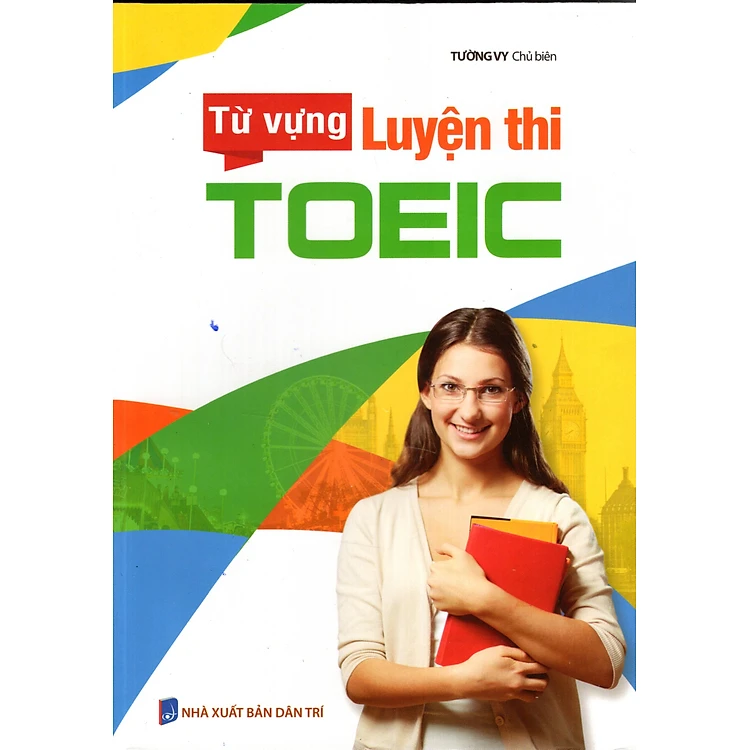 TƯỜNG VY Chủ biên
Từ vựng Luyện thi
TOEIC
NHÀ XUẤT BẢN DÂN TRÍ